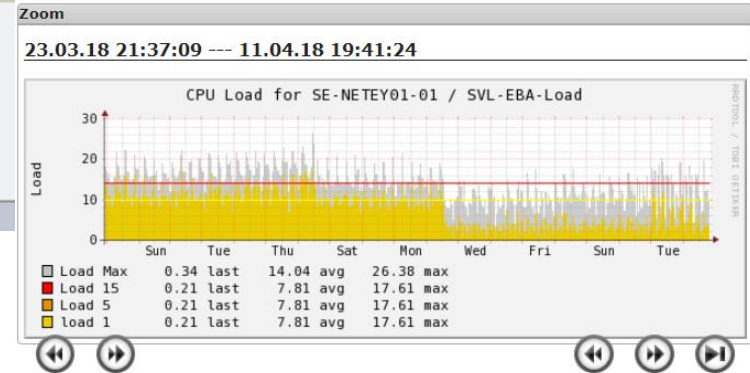 Zoom
23.03.18 21:37:09 --- 11.04.18 19:41:24
CPU Load for SE-NETEY01-01 / SVL-EBA-Load
RRDTOOL / TOBI OETIKER
Load
30
20
10
0
Sun Tue Thu Sat Mon Wed Fri Sun Tue
Load Max 0.34 last 14.04 avg 26.38 max
Load 15 0.21 last 7.81 avg 17.61 max
Load 5 0.21 last 7.81 avg 17.61 max
load 1 0.21 last 7.81 avg 17.61 max